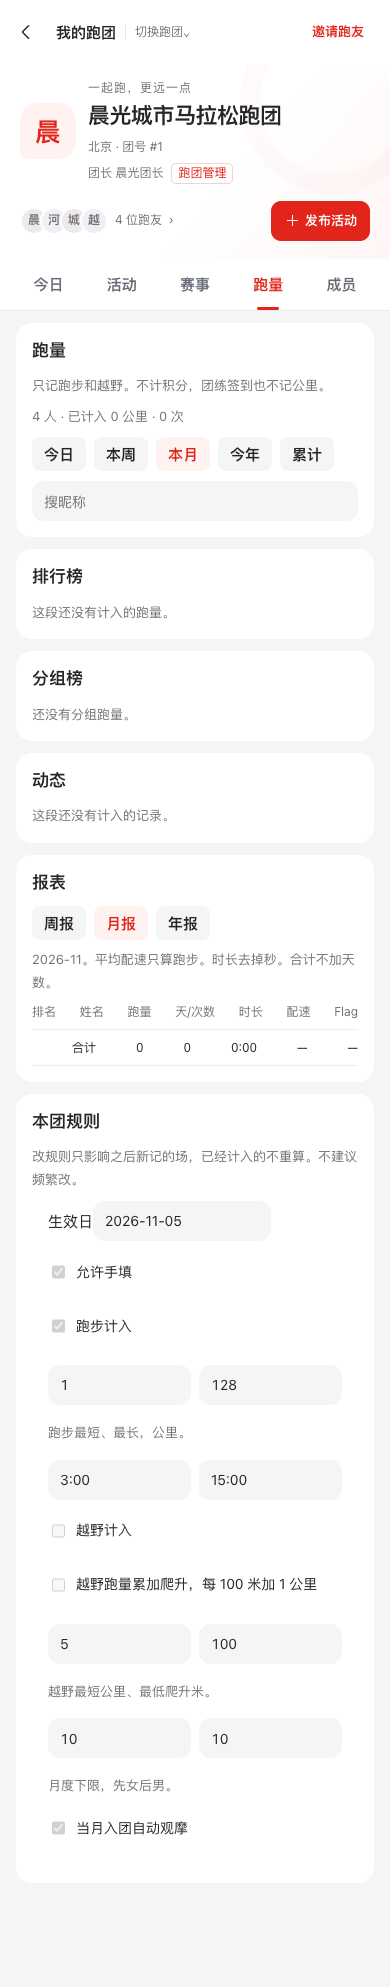 我的跑团 切换跑团 邀请跑友
一起跑，更远一点
晨
晨光城市马拉松跑团
北京 · 团号 #1
团长 晨光团长 跑团管理
晨 河 城 越 4 位跑友 ›
＋ 发布活动
今日 活动 赛事 跑量 成员
跑量
只记跑步和越野。不计积分，团练签到也不记公里。
4 人 · 已计入 0 公里 · 0 次
今日 本周 本月 今年 累计
搜昵称
排行榜
这段还没有计入的跑量。
分组榜
还没有分组跑量。
动态
这段还没有计入的记录。
报表
周报 月报 年报
2026-11。平均配速只算跑步。时长去掉秒。合计不加天
数。
排名 姓名 跑量 天/次数 时长 配速 Flag
合计 0 0 0:00 — —
本团规则
改规则只影响之后新记的场，已经计入的不重算。不建议
频繁改。
生效日 2026-11-05
允许手填
跑步计入
1 128
跑步最短、最长，公里。
3:00 15:00
越野计入
越野跑量累加爬升，每 100 米加 1 公里
5 100
越野最短公里、最低爬升米。
10 10
月度下限，先女后男。
当月入团自动观摩